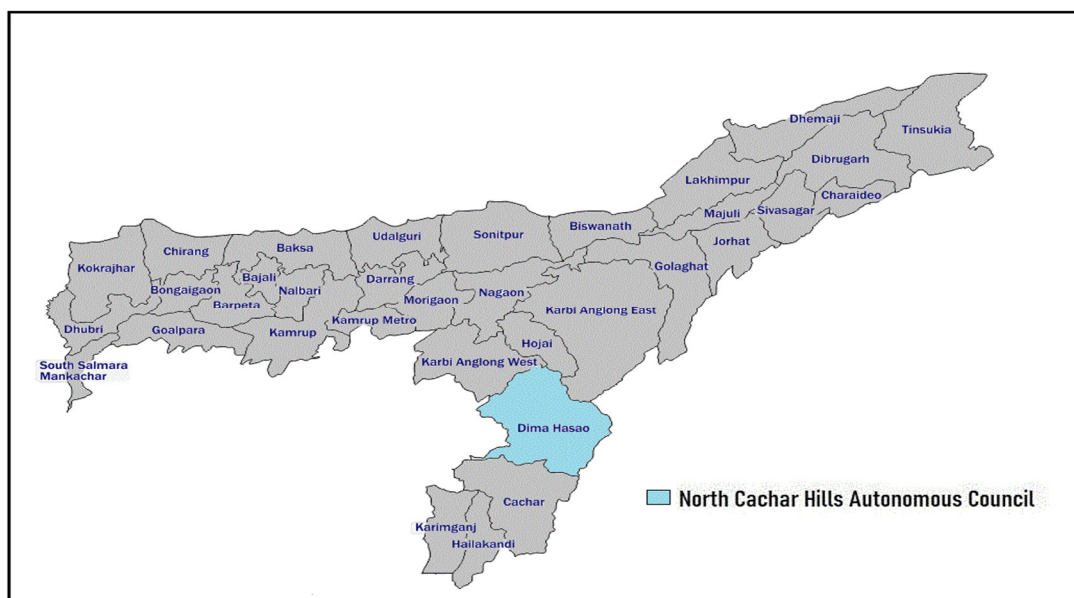 Dhemaji
Tinsukia
Dibrugarh
Lakhimpur
Charaideo
Majuli
Sivasagar
Biswanath
Jorhat
Udalguri
Sonitpur
Baksa
Chirang
Kokrajhar
Golaghat
Bajali
Darrang
Bongaigaon
Nalbari
Morigaon
Nagaon
Barpeta
Karbi Anglong East
Kamrup Metro
Dhubri
Goalpara
Kamrup
Hojai
South Salmara
Mankachar
Karbi Anglong West
Dima Hasao
North Cachar Hills Autonomous Council
Cachar
Karimganj
Hailakandi